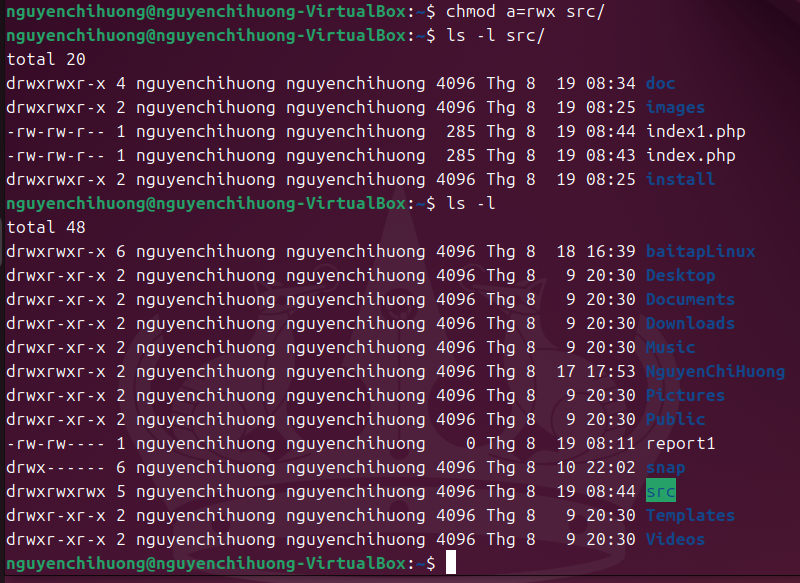 nguyenchihuong@nguyenchihuong-VirtualBox:~$ chmod a=rwx src/
nguyenchihuong@nguyenchihuong-VirtualBox:~$ ls -l src/
total 20
drwxrwxr-x 4 nguyenchihuong nguyenchihuong 4096 Thg 8  19 08:34 doc
drwxrwxr-x 2 nguyenchihuong nguyenchihuong 4096 Thg 8  19 08:25 images
-rw-rw-r-- 1 nguyenchihuong nguyenchihuong  285 Thg 8  19 08:44 index1.php
-rw-rw-r-- 1 nguyenchihuong nguyenchihuong  285 Thg 8  19 08:43 index.php
drwxrwxr-x 2 nguyenchihuong nguyenchihuong 4096 Thg 8  19 08:25 install
nguyenchihuong@nguyenchihuong-VirtualBox:~$ ls -l
total 48
drwxrwxr-x 6 nguyenchihuong nguyenchihuong 4096 Thg 8  18 16:39 baitapLinux
drwxr-xr-x 2 nguyenchihuong nguyenchihuong 4096 Thg 8   9 20:30 Desktop
drwxr-xr-x 2 nguyenchihuong nguyenchihuong 4096 Thg 8   9 20:30 Documents
drwxr-xr-x 2 nguyenchihuong nguyenchihuong 4096 Thg 8   9 20:30 Downloads
drwxr-xr-x 2 nguyenchihuong nguyenchihuong 4096 Thg 8   9 20:30 Music
drwxrwxr-x 2 nguyenchihuong nguyenchihuong 4096 Thg 8  17 17:53 NguyenChiHuong
drwxr-xr-x 2 nguyenchihuong nguyenchihuong 4096 Thg 8   9 20:30 Pictures
drwxr-xr-x 2 nguyenchihuong nguyenchihuong 4096 Thg 8   9 20:30 Public
-rw-rw---- 1 nguyenchihuong nguyenchihuong    0 Thg 8  19 08:11 report1
drwx------ 6 nguyenchihuong nguyenchihuong 4096 Thg 8  10 22:02 snap
drwxrwxrwx 5 nguyenchihuong nguyenchihuong 4096 Thg 8  19 08:44 src
drwxr-xr-x 2 nguyenchihuong nguyenchihuong 4096 Thg 8   9 20:30 Templates
drwxr-xr-x 2 nguyenchihuong nguyenchihuong 4096 Thg 8   9 20:30 Videos
nguyenchihuong@nguyenchihuong-VirtualBox:~$